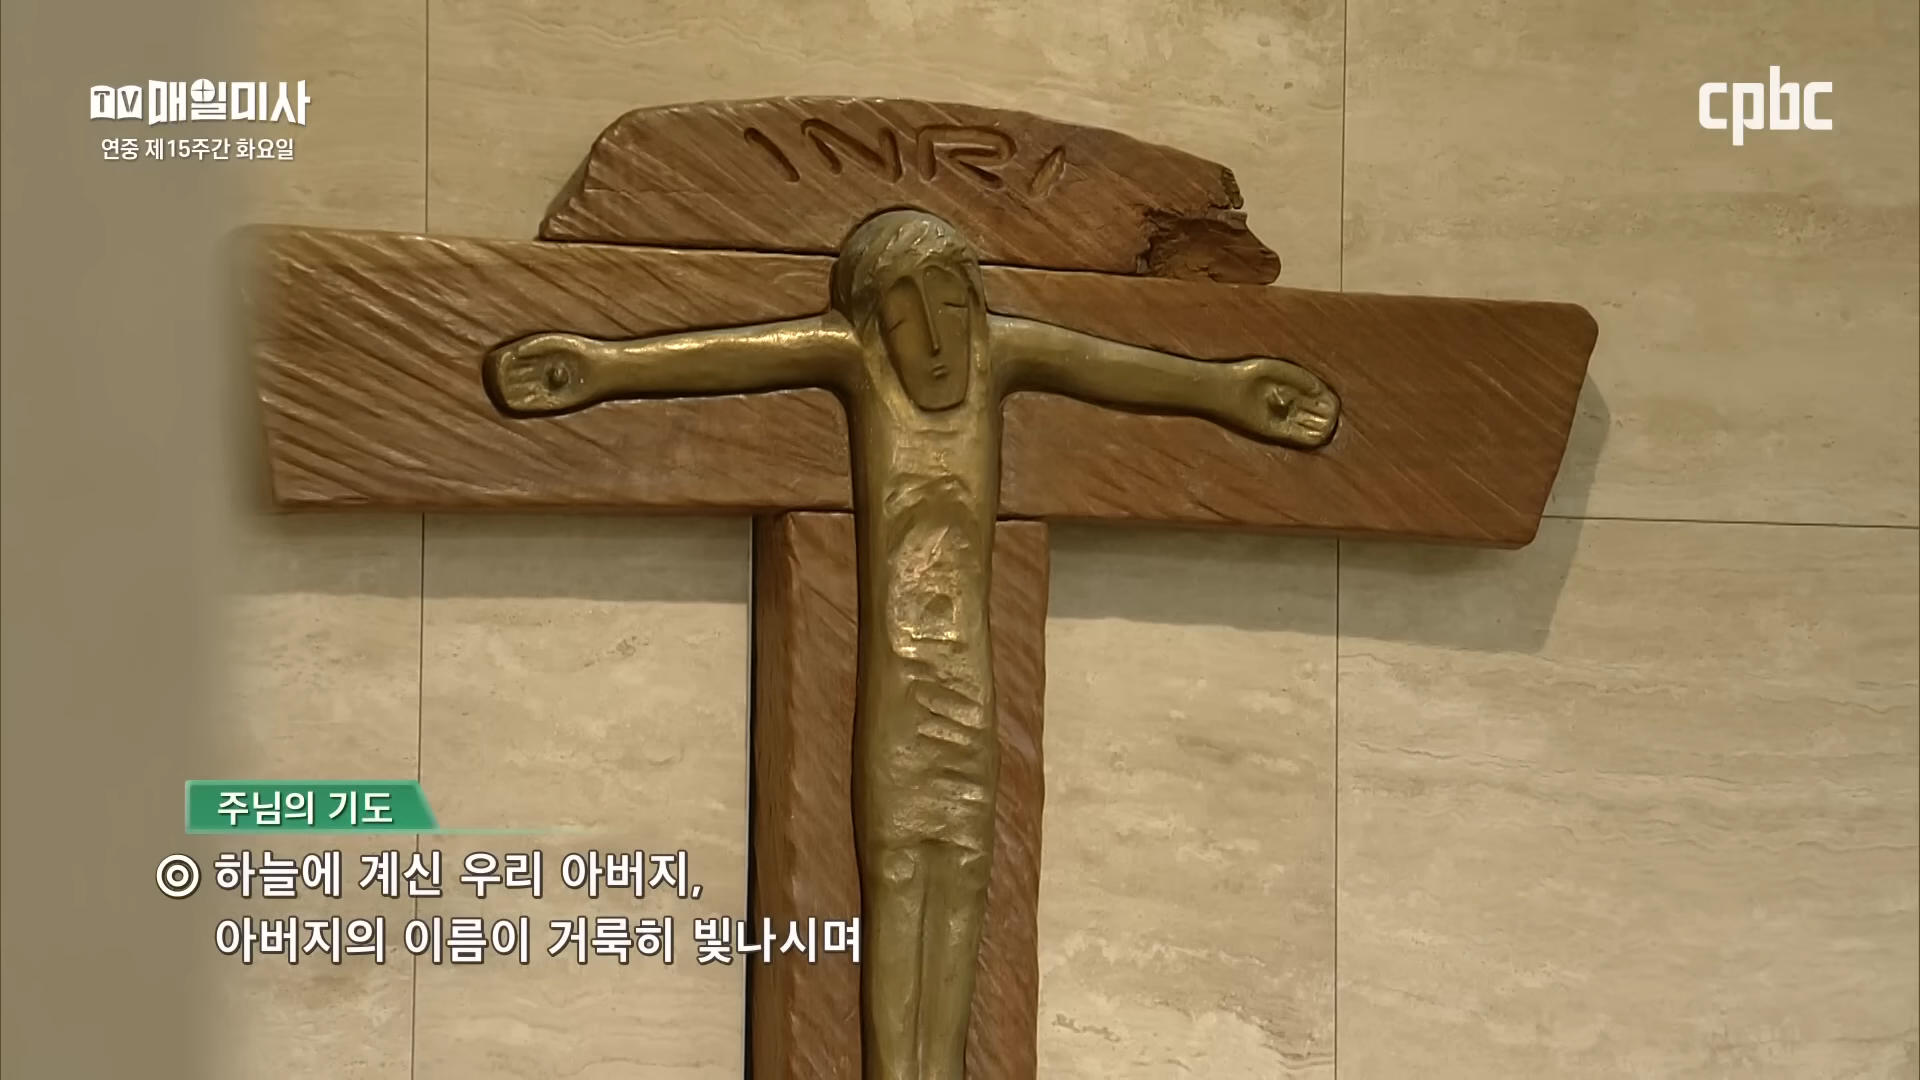 TV매일미사
연중 제15주간 화요일
cpbc
INRI
주님의 기도
◎ 하늘에 계신 우리 아버지,
아버지의 이름이 거룩히 빛나시며